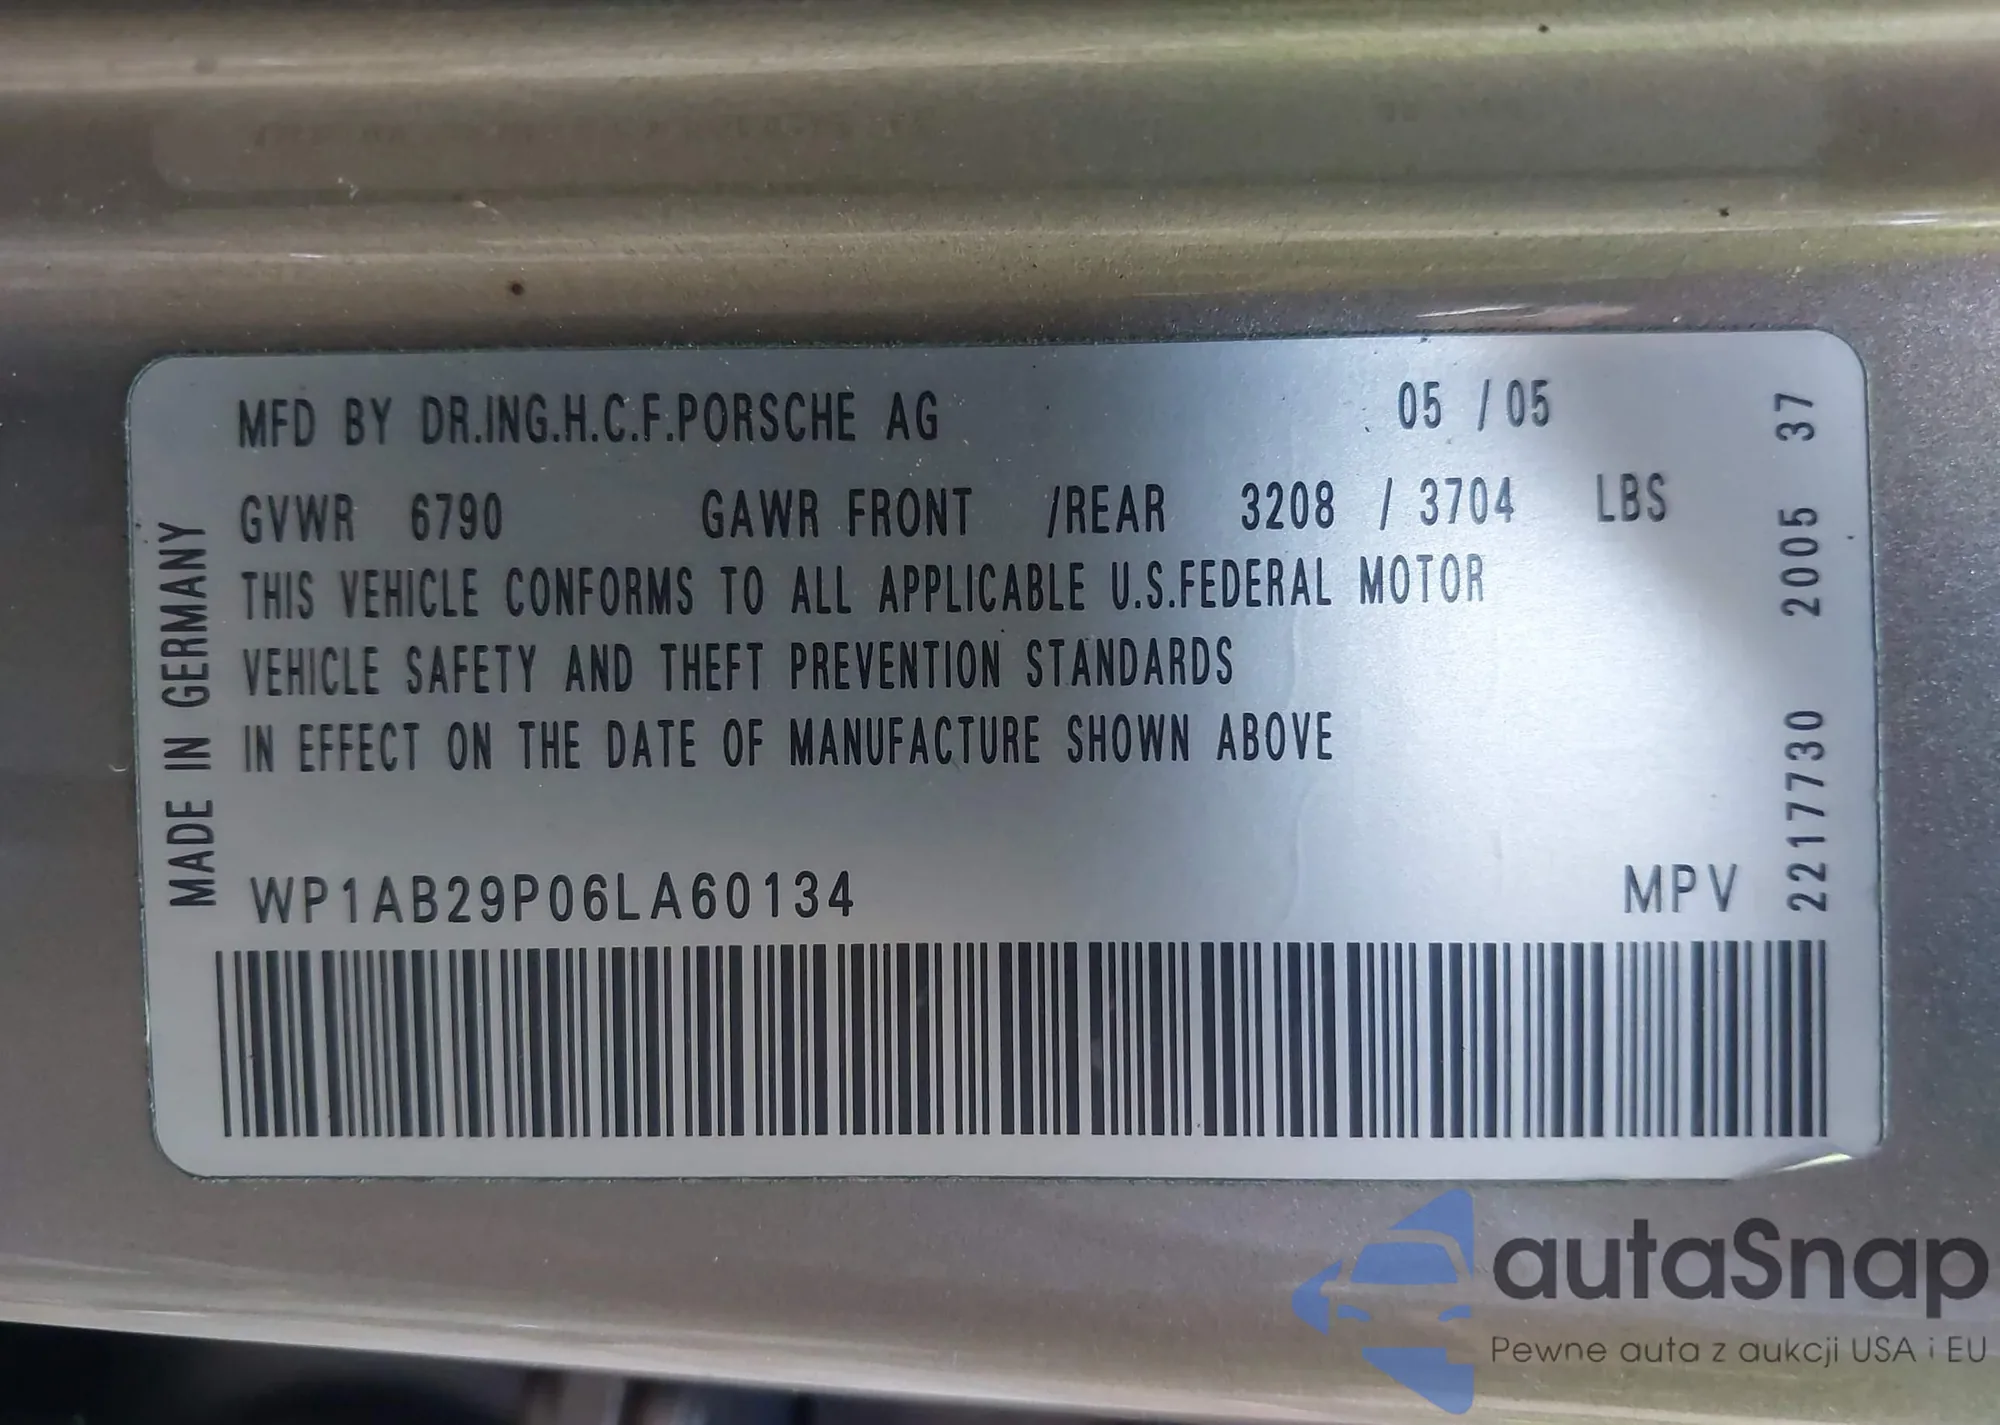 MFD BY DR.ING.H.C.F.PORSCHE AG 05 / 05
GVWR 6790 GAWR FRONT /REAR 3208 / 3704 LBS
THIS VEHICLE CONFORMS TO ALL APPLICABLE U.S.FEDERAL MOTOR
VEHICLE SAFETY AND THEFT PREVENTION STANDARDS
IN EFFECT ON THE DATE OF MANUFACTURE SHOWN ABOVE
WP1AB29P06LA60134 MPV
MADE IN GERMANY
2217730 2005 37
autaSnap
Pewne auta z aukcji USA i EU